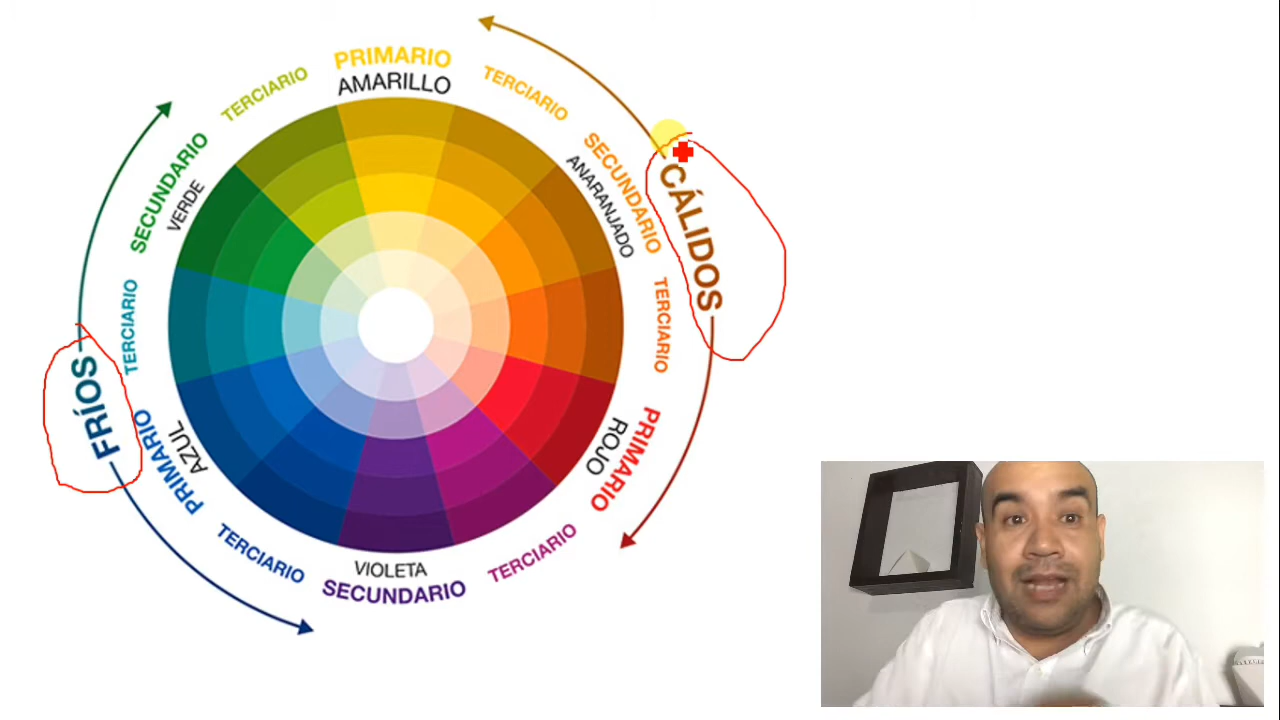 PRIMARIO
AMARILLO
TERCIARIO
SECUNDARIO
ANARANJADO
CÁLIDOS
TERCIARIO
PRIMARIO
ROJO
TERCIARIO
VIOLETA
SECUNDARIO
TERCIARIO
AZUL
PRIMARIO
FRÍOS
TERCIARIO
VERDE
SECUNDARIO
TERCIARIO